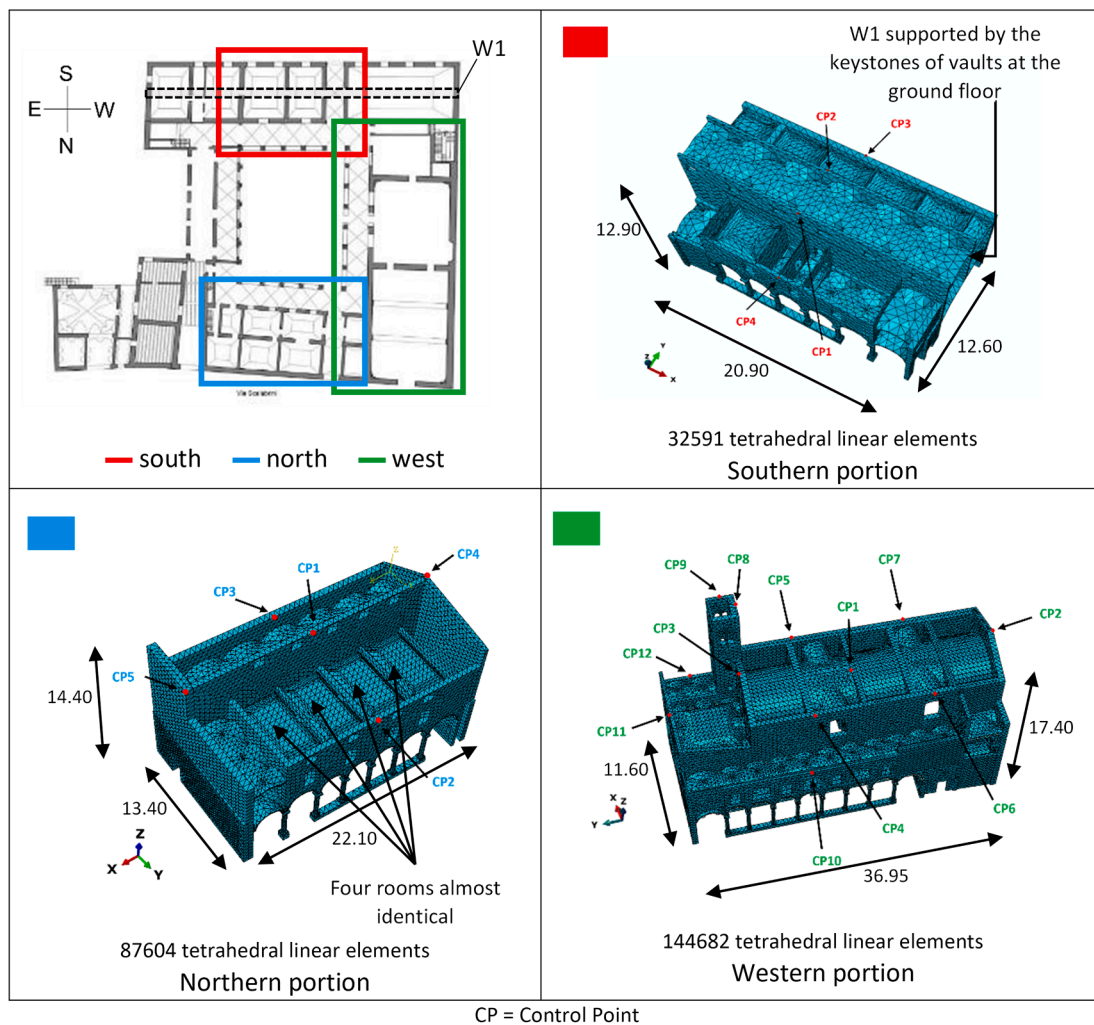 W1
S
E W
N
Via Scalabrini
south north west
W1 supported by the
keystones of vaults at the
ground floor
CP2
CP3
12.90
CP4
CP1
12.60
20.90
Z Y X
32591 tetrahedral linear elements
Southern portion
CP4
CP1
CP3
z
CP5
14.40
CP2
13.40
22.10
Z
X Y
Four rooms almost
identical
87604 tetrahedral linear elements
Northern portion
CP9
CP8
CP7
CP5
CP1
CP2
CP3
CP12
CP11
17.40
11.60
X Z
Y
CP6
CP4
CP10
36.95
144682 tetrahedral linear elements
Western portion
CP = Control Point